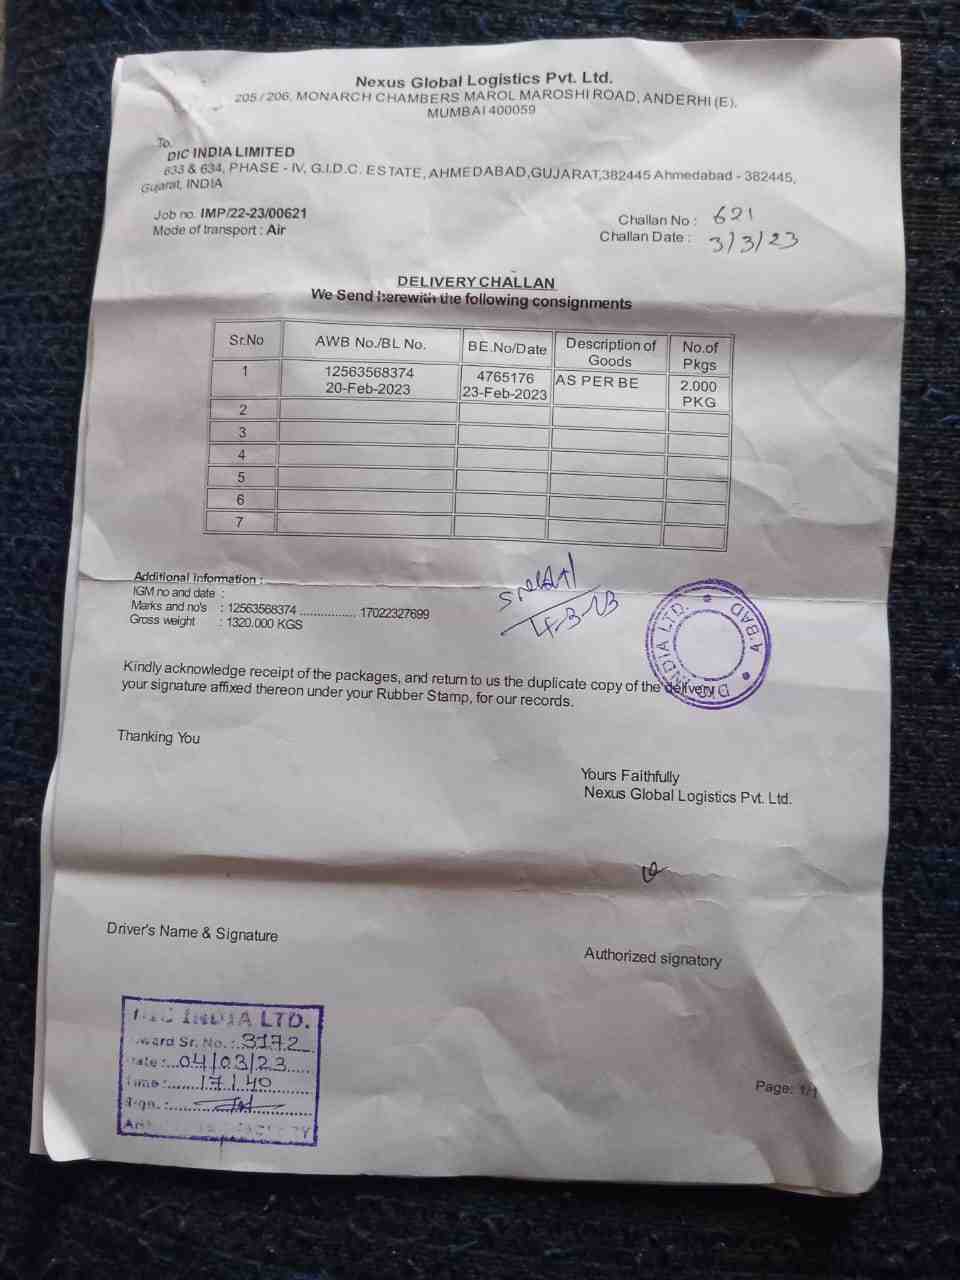 Nexus Global Logistics Pvt. Ltd.
205 / 206, MONARCH CHAMBERS MAROL MAROSHI ROAD, ANDERHI (E),
MUMBAI 400059
To,
DIC INDIA LIMITED
633 & 634, PHASE - IV, G.I.D.C. ESTATE, AHMEDABAD,GUJARAT,382445 Ahmedabad - 382445,
Gujarat, INDIA
Job no. IMP/22-23/00621
Mode of transport : Air
Challan No : 621
Challan Date : 3/3/23
DELIVERY CHALLAN
We Send herewith the following consignments
Sr.No AWB No./BL No. BE.No/Date Description of Goods No.of Pkgs
1 12563568374 4765176 AS PER BE 2.000
20-Feb-2023 23-Feb-2023 PKG
2
3
4
5
6
7
Additional Information :
IGM no and date :
Marks and no's : 12563568374 ................. 17022327699
Gross weight : 1320.000 KGS
4-3-23
DIC INDIA LTD. A'BAD
Kindly acknowledge receipt of the packages, and return to us the duplicate copy of the delivery
your signature affixed thereon under your Rubber Stamp, for our records.
Thanking You
Yours Faithfully
Nexus Global Logistics Pvt. Ltd.
Driver's Name & Signature
Authorized signatory
DIC INDIA LTD.
Sr. No. : 3172
Date : 04/03/23
Time : 17/40
Sign. :
Page: 1/1